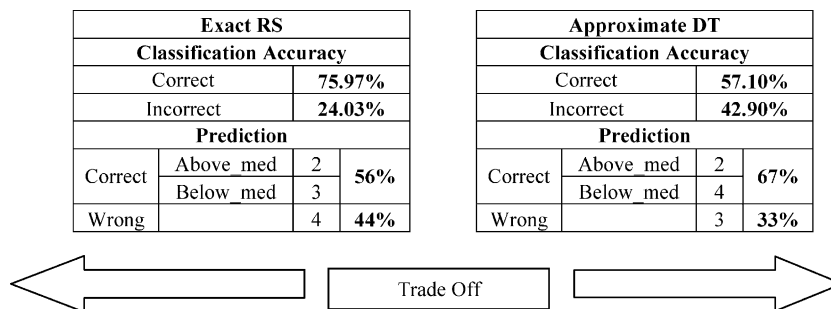 Exact RS
Classification Accuracy
Correct 75.97%
Incorrect 24.03%
Prediction
Correct Above_med 2 56%
Below_med 3
Wrong 4 44%
Approximate DT
Classification Accuracy
Correct 57.10%
Incorrect 42.90%
Prediction
Correct Above_med 2 67%
Below_med 4
Wrong 3 33%
Trade Off